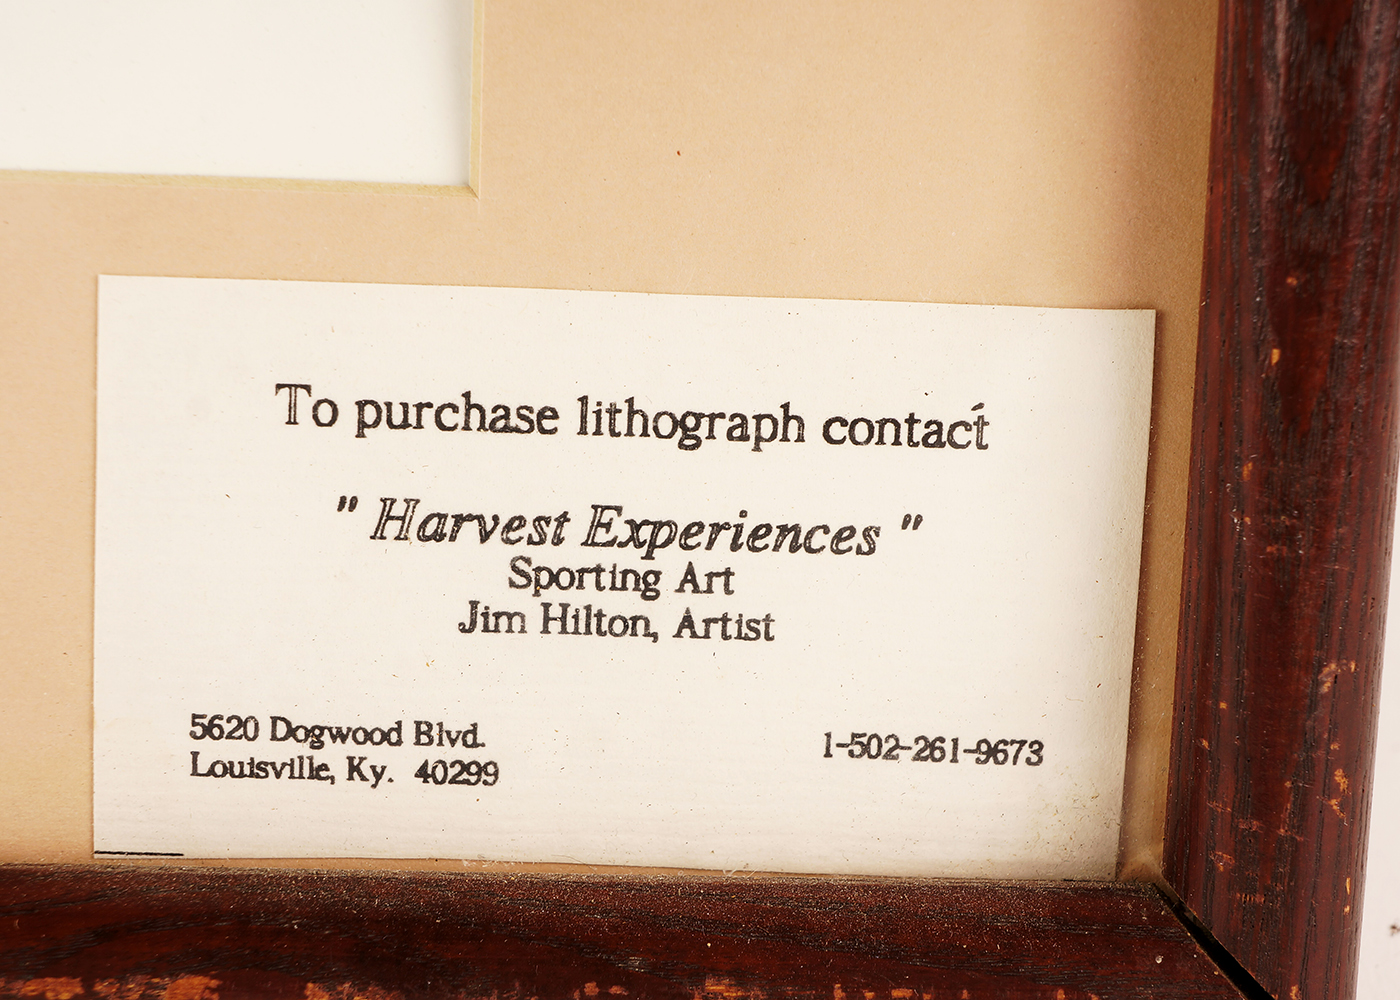 To purchase lithograph contact
" Harvest Experiences "
Sporting Art
Jim Hilton, Artist
5620 Dogwood Blvd.
Louisville, Ky. 40299
1-502-261-9673